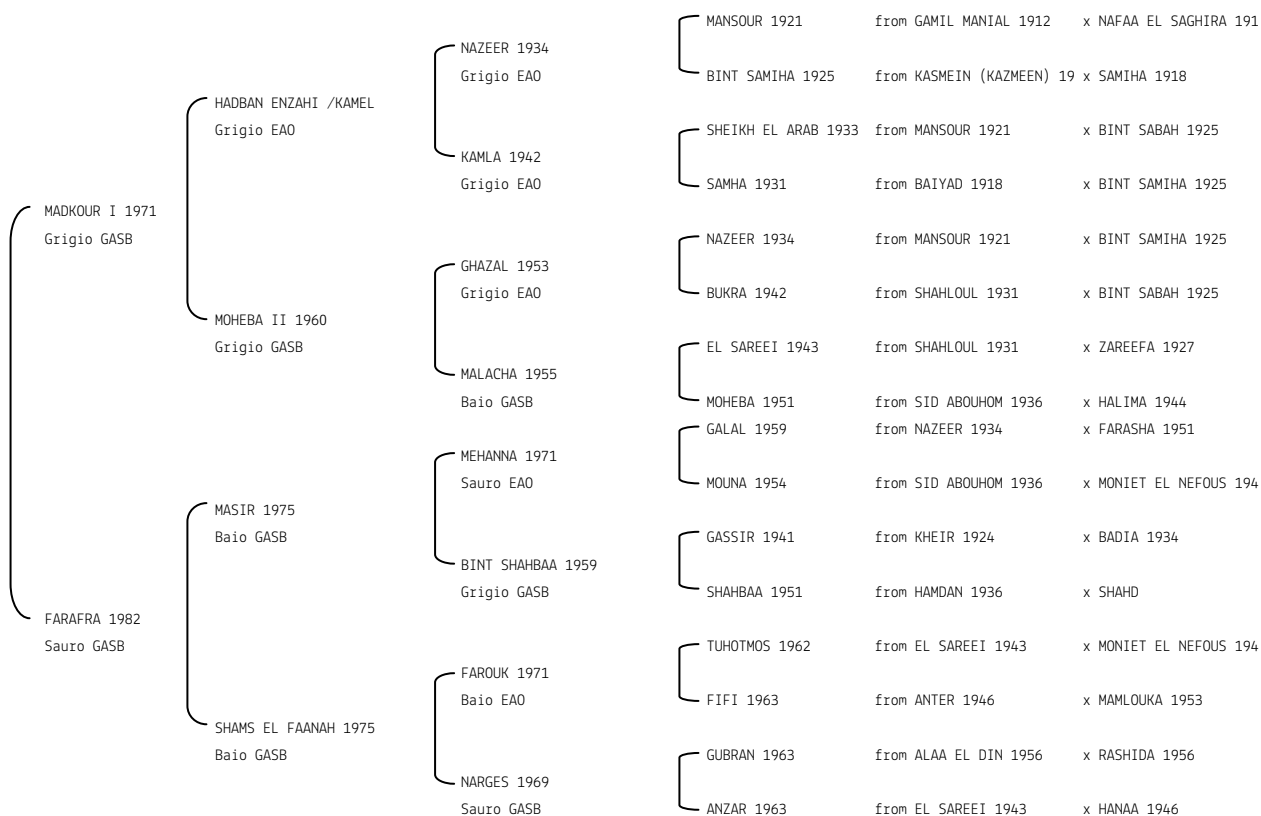 MANSOUR 1921 from GAMIL MANIAL 1912 x NAFAA EL SAGHIRA 191
NAZEER 1934
Grigio EAO BINT SAMIHA 1925 from KASMEIN (KAZMEEN) 19 x SAMIHA 1918
HADBAN ENZAHI /KAMEL
Grigio EAO SHEIKH EL ARAB 1933 from MANSOUR 1921 x BINT SABAH 1925
KAMLA 1942
Grigio EAO SAMHA 1931 from BAIYAD 1918 x BINT SAMIHA 1925
MADKOUR I 1971
Grigio GASB NAZEER 1934 from MANSOUR 1921 x BINT SAMIHA 1925
GHAZAL 1953
Grigio EAO BUKRA 1942 from SHAHLOUL 1931 x BINT SABAH 1925
MOHEBA II 1960
Grigio GASB EL SAREEI 1943 from SHAHLOUL 1931 x ZAREEFA 1927
MALACHA 1955
Baio GASB MOHEBA 1951 from SID ABOUHOM 1936 x HALIMA 1944
GALAL 1959 from NAZEER 1934 x FARASHA 1951
MEHANNA 1971
Sauro EAO MOUNA 1954 from SID ABOUHOM 1936 x MONIET EL NEFOUS 194
MASIR 1975
Baio GASB GASSIR 1941 from KHEIR 1924 x BADIA 1934
BINT SHAHBAA 1959
Grigio GASB SHAHBAA 1951 from HAMDAN 1936 x SHAHD
FARAFRA 1982
Sauro GASB TUHOTMOS 1962 from EL SAREEI 1943 x MONIET EL NEFOUS 194
FAROUK 1971
Baio EAO FIFI 1963 from ANTER 1946 x MAMLOUKA 1953
SHAMS EL FAANAH 1975
Baio GASB GUBRAN 1963 from ALAA EL DIN 1956 x RASHIDA 1956
NARGES 1969
Sauro GASB ANZAR 1963 from EL SAREEI 1943 x HANAA 1946